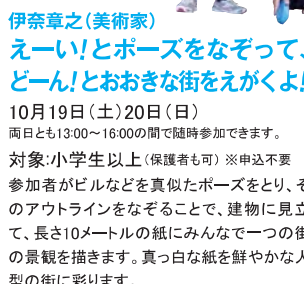 伊奈章之（美術家）
えーい！とポーズをなぞって、
どーん！とおおきな街をえがくよ！
10月19日（土）20日（日）
両日とも13:00〜16:00の間で随時参加できます。
対象：小学生以上（保護者も可） ※申込不要
参加者がビルなどを真似たポーズをとり、そ
のアウトラインをなぞることで、建物に見立
て、長さ10メートルの紙にみんなで一つの街
の景観を描きます。真っ白な紙を鮮やかな人
型の街に彩ります。